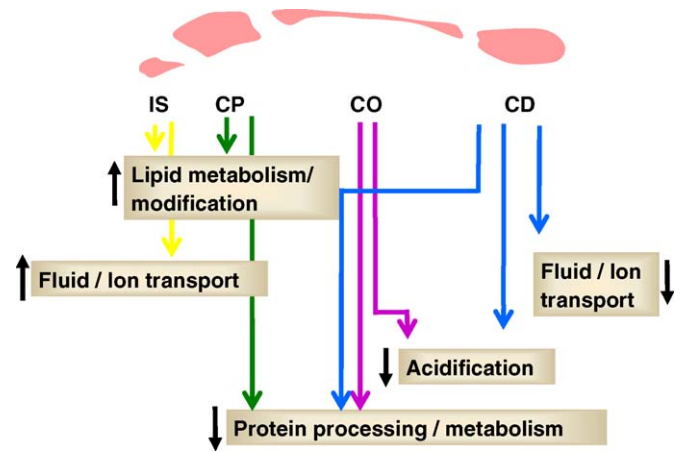 IS CP CO CD
Lipid metabolism/
modification
Fluid / Ion transport
Fluid / Ion
transport
Acidification
Protein processing / metabolism